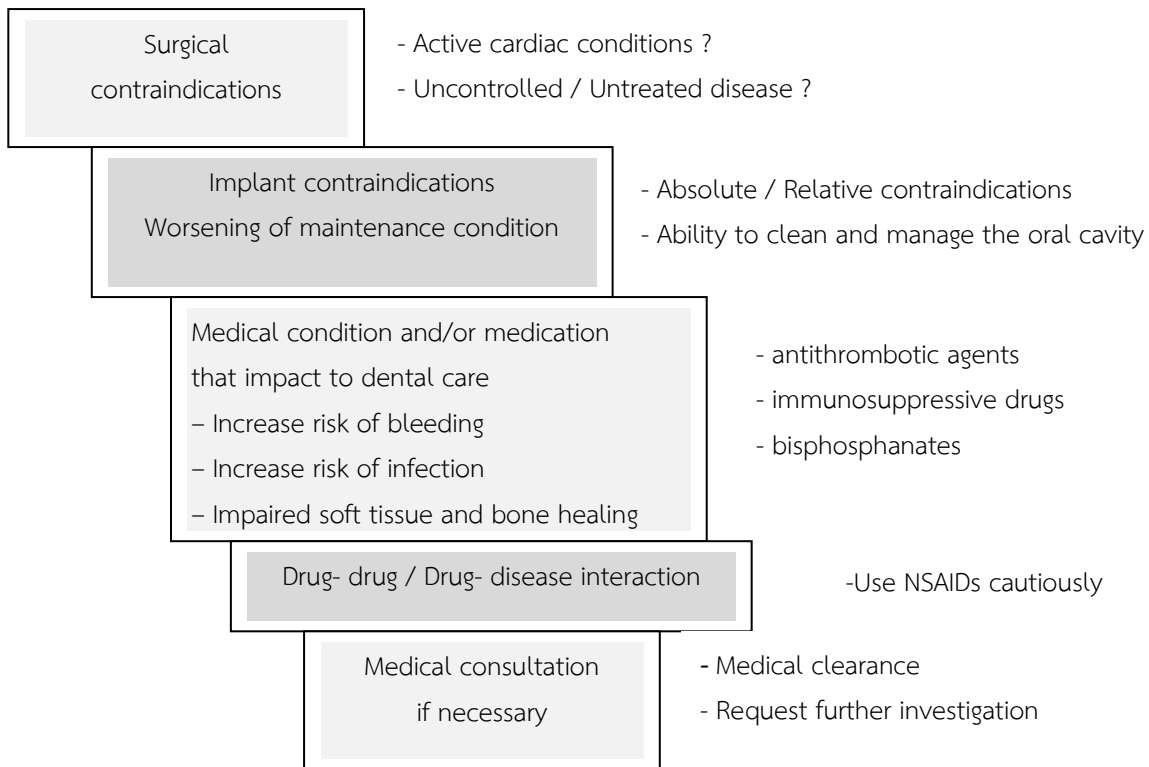 Surgical
contraindications
- Active cardiac conditions ?
- Uncontrolled / Untreated disease ?
Implant contraindications
Worsening of maintenance condition
- Absolute / Relative contraindications
- Ability to clean and manage the oral cavity
Medical condition and/or medication
that impact to dental care
– Increase risk of bleeding
– Increase risk of infection
– Impaired soft tissue and bone healing
- antithrombotic agents
- immunosuppressive drugs
- bisphosphanates
Drug- drug / Drug- disease interaction
-Use NSAIDs cautiously
Medical consultation
if necessary
- Medical clearance
- Request further investigation